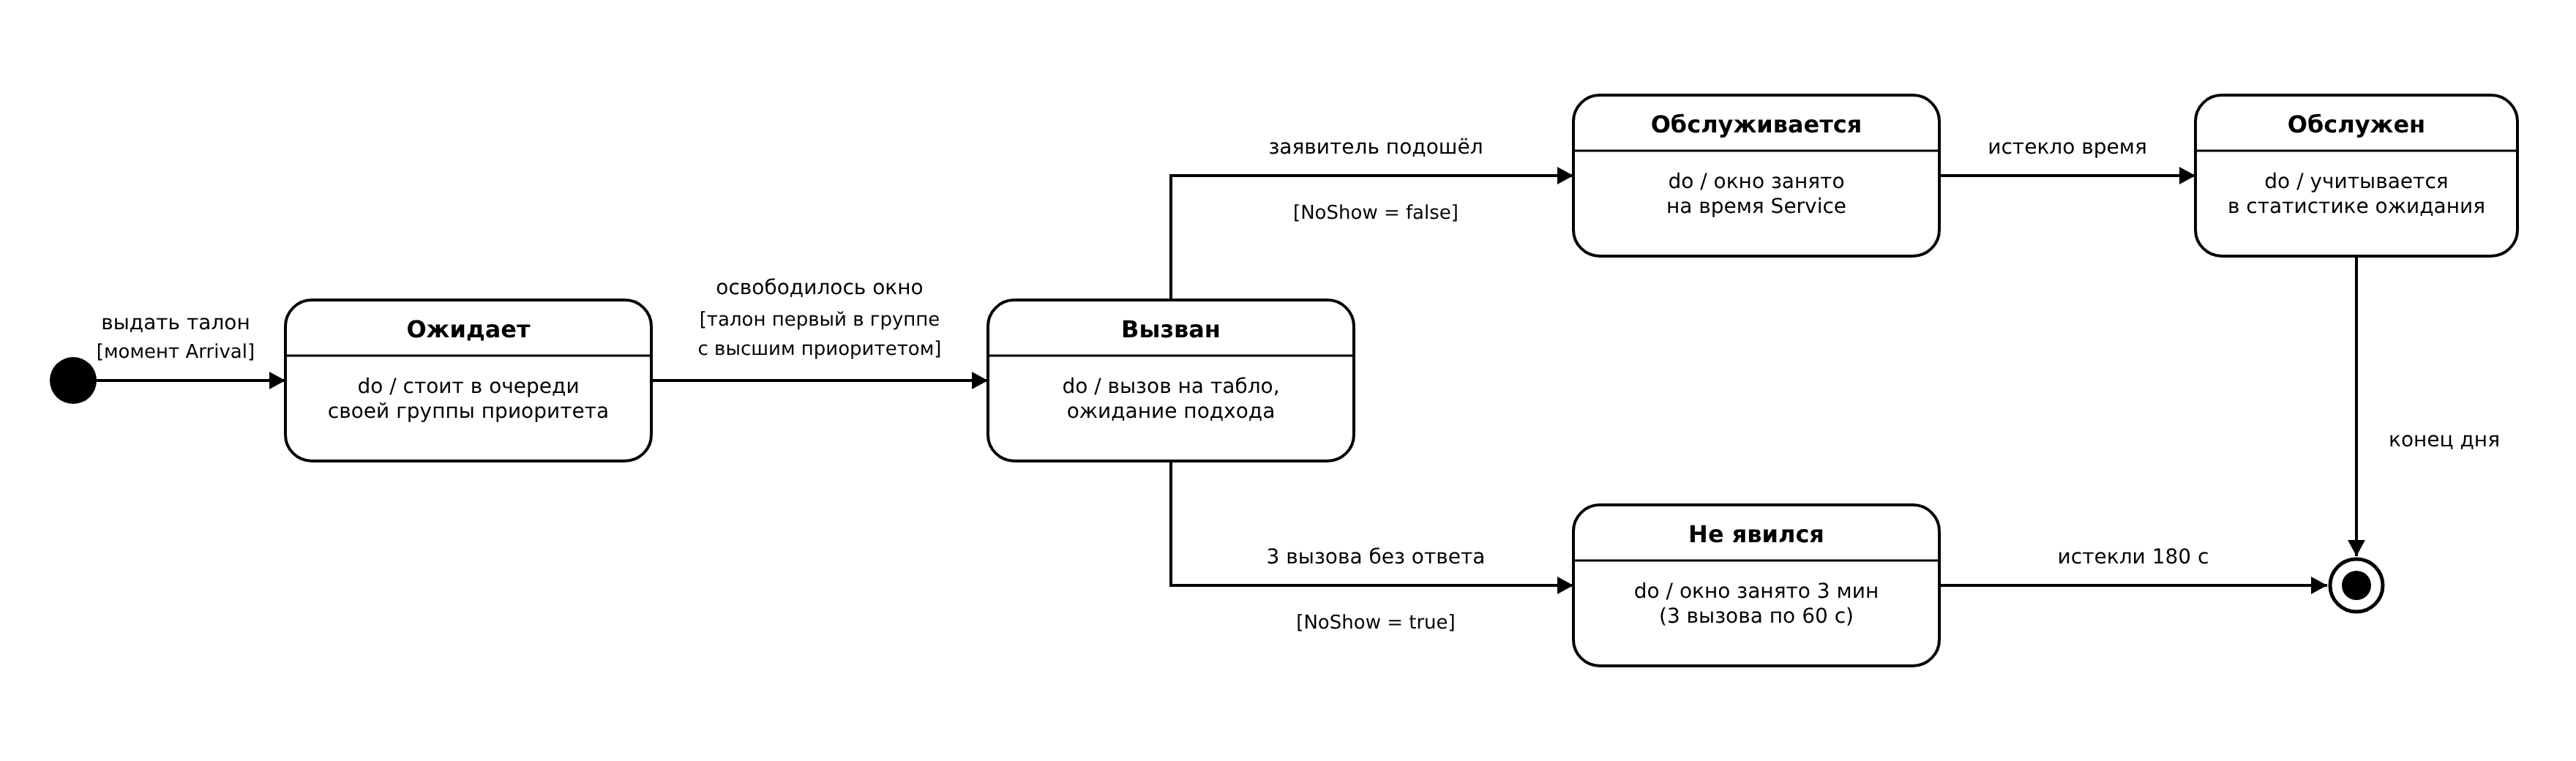 выдать талон
[момент Arrival]
Ожидает
do / стоит в очереди
своей группы приоритета
освободилось окно
[талон первый в группе
с высшим приоритетом]
Вызван
do / вызов на табло,
ожидание подхода
заявитель подошёл
[NoShow = false]
Обслуживается
do / окно занято
на время Service
истекло время
Обслужен
do / учитывается
в статистике ожидания
конец дня
3 вызова без ответа
[NoShow = true]
Не явился
do / окно занято 3 мин
(3 вызова по 60 с)
истекли 180 с